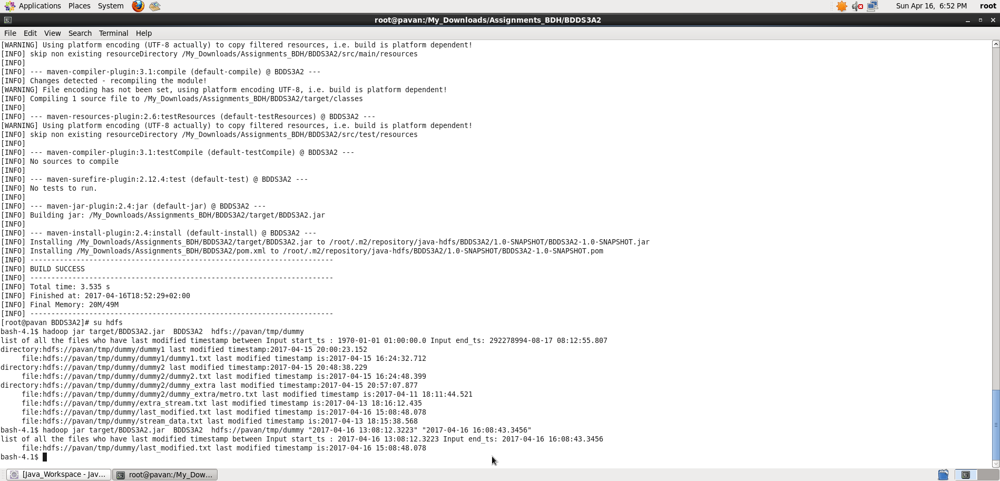 Applications Places System Sun Apr 16, 6:52 PM root
root@pavan:/My_Downloads/Assignments_BDH/BDDS3A2
File Edit View Search Terminal Help
[WARNING] Using platform encoding (UTF-8 actually) to copy filtered resources, i.e. build is platform dependent!
[INFO] skip non existing resourceDirectory /My_Downloads/Assignments_BDH/BDDS3A2/src/main/resources
[INFO]
[INFO] --- maven-compiler-plugin:3.1:compile (default-compile) @ BDDS3A2 ---
[INFO] Changes detected - recompiling the module!
[WARNING] File encoding has not been set, using platform encoding UTF-8, i.e. build is platform dependent!
[INFO] Compiling 1 source file to /My_Downloads/Assignments_BDH/BDDS3A2/target/classes
[INFO]
[INFO] --- maven-resources-plugin:2.6:testResources (default-testResources) @ BDDS3A2 ---
[WARNING] Using platform encoding (UTF-8 actually) to copy filtered resources, i.e. build is platform dependent!
[INFO] skip non existing resourceDirectory /My_Downloads/Assignments_BDH/BDDS3A2/src/test/resources
[INFO]
[INFO] --- maven-compiler-plugin:3.1:testCompile (default-testCompile) @ BDDS3A2 ---
[INFO] No sources to compile
[INFO]
[INFO] --- maven-surefire-plugin:2.12.4:test (default-test) @ BDDS3A2 ---
[INFO] No tests to run.
[INFO]
[INFO] --- maven-jar-plugin:2.4:jar (default-jar) @ BDDS3A2 ---
[INFO] Building jar: /My_Downloads/Assignments_BDH/BDDS3A2/target/BDDS3A2.jar
[INFO]
[INFO] --- maven-install-plugin:2.4:install (default-install) @ BDDS3A2 ---
[INFO] Installing /My_Downloads/Assignments_BDH/BDDS3A2/target/BDDS3A2.jar to /root/.m2/repository/java-hdfs/BDDS3A2/1.0-SNAPSHOT/BDDS3A2-1.0-SNAPSHOT.jar
[INFO] Installing /My_Downloads/Assignments_BDH/BDDS3A2/pom.xml to /root/.m2/repository/java-hdfs/BDDS3A2/1.0-SNAPSHOT/BDDS3A2-1.0-SNAPSHOT.pom
[INFO] ------------------------------------------------------------------------
[INFO] BUILD SUCCESS
[INFO] ------------------------------------------------------------------------
[INFO] Total time: 3.535 s
[INFO] Finished at: 2017-04-16T18:52:29+02:00
[INFO] Final Memory: 20M/49M
[INFO] ------------------------------------------------------------------------
[root@pavan BDDS3A2]# su hdfs
bash-4.1$ hadoop jar target/BDDS3A2.jar  BDDS3A2  hdfs://pavan/tmp/dummy
list of all the files who have last modified timestamp between Input start_ts : 1970-01-01 01:00:00.0 Input end_ts: 292278994-08-17 08:12:55.807
directory:hdfs://pavan/tmp/dummy/dummy1 last modified timestamp:2017-04-15 20:00:23.152
     file:hdfs://pavan/tmp/dummy/dummy1/dummy1.txt last modified timestamp is:2017-04-15 16:24:32.712
directory:hdfs://pavan/tmp/dummy/dummy2 last modified timestamp:2017-04-15 20:48:38.229
     file:hdfs://pavan/tmp/dummy/dummy2/dummy2.txt last modified timestamp is:2017-04-15 16:24:48.399
directory:hdfs://pavan/tmp/dummy/dummy2/dummy_extra last modified timestamp:2017-04-15 20:57:07.877
     file:hdfs://pavan/tmp/dummy/dummy2/dummy_extra/metro.txt last modified timestamp is:2017-04-11 18:11:44.521
     file:hdfs://pavan/tmp/dummy/extra_stream.txt last modified timestamp is:2017-04-13 18:16:12.435
     file:hdfs://pavan/tmp/dummy/last_modified.txt last modified timestamp is:2017-04-16 15:08:48.078
     file:hdfs://pavan/tmp/dummy/stream_data.txt last modified timestamp is:2017-04-13 18:15:38.568
bash-4.1$ hadoop jar target/BDDS3A2.jar  BDDS3A2  hdfs://pavan/tmp/dummy "2017-04-16 13:08:12.3223" "2017-04-16 16:08:43.3456"
list of all the files who have last modified timestamp between Input start_ts : 2017-04-16 13:08:12.3223 Input end_ts: 2017-04-16 16:08:43.3456
     file:hdfs://pavan/tmp/dummy/last_modified.txt last modified timestamp is:2017-04-16 15:08:48.078
bash-4.1$
[Java_Workspace - Jav... root@pavan:/My_Dow...